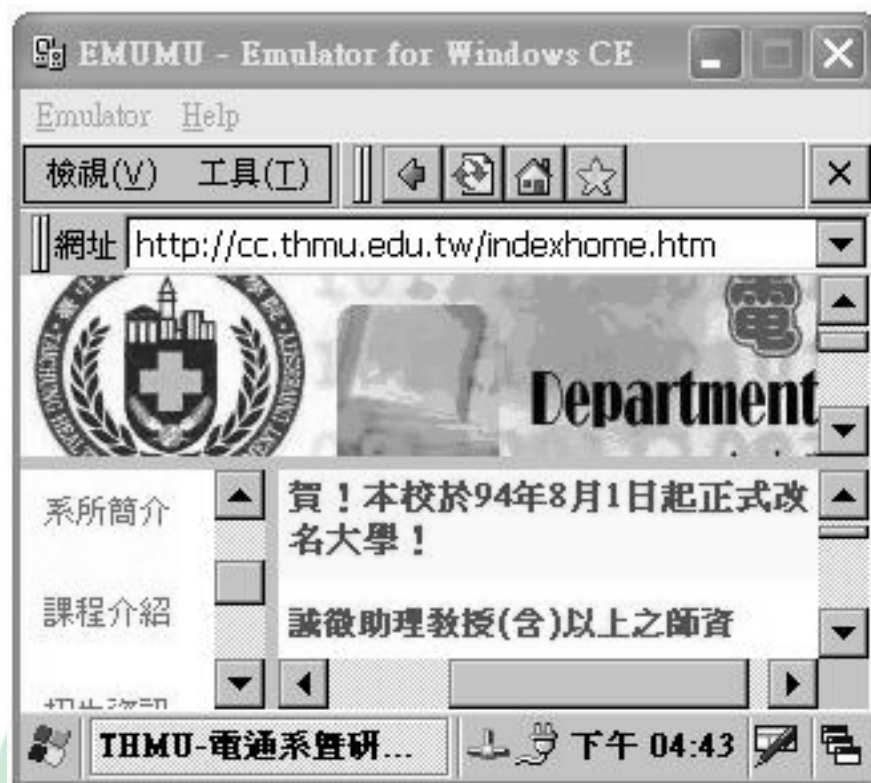 EMUMU - Emulator for Windows CE
Emulator Help
檢視(V) 工具(T)
網址 http://cc.thmu.edu.tw/indexhome.htm
電
Department
系所簡介
課程介紹
賀！本校於94年8月1日起正式改
名大學！
誠徵助理教授(含)以上之師資
THMU-電通系暨研... 下午 04:43